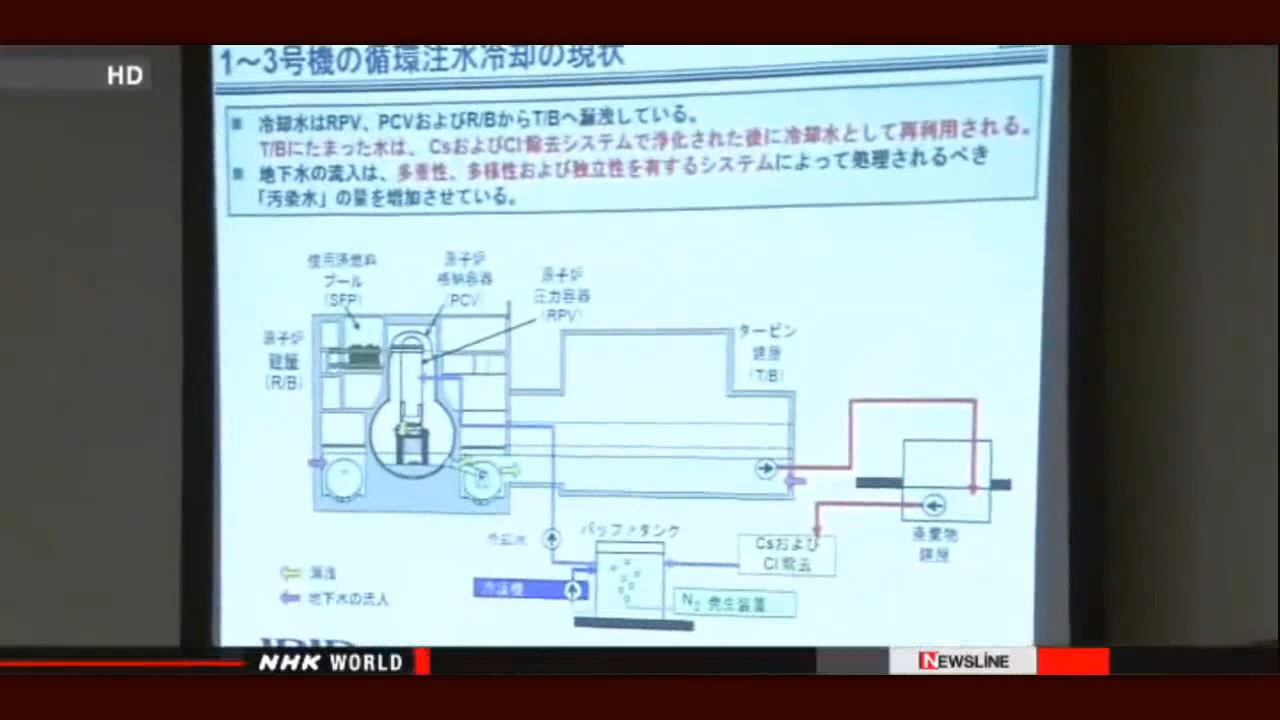 HD
1～3号機の循環注水冷却の現状
■ 冷却水はRPV、PCVおよびR/BからT/Bへ漏洩している。
T/Bにたまった水は、CsおよびCl除去システムで浄化された後に冷却水として再利用される。
■ 地下水の流入は、多重性、多様性および独立性を有するシステムによって処理されるべき
「汚染水」の量を増加させている。
使用済燃料
プール
(SFP)
原子炉
格納容器
(PCV)
原子炉
圧力容器
(RPV)
原子炉
建屋
(R/B)
タービン
建屋
(T/B)
冷却水
バッファタンク
Csおよび
Cl除去
廃棄物
建屋
漏洩
地下水の流入
冷凍機
N2発生装置
IRID
NHK WORLD
NEWSLINE